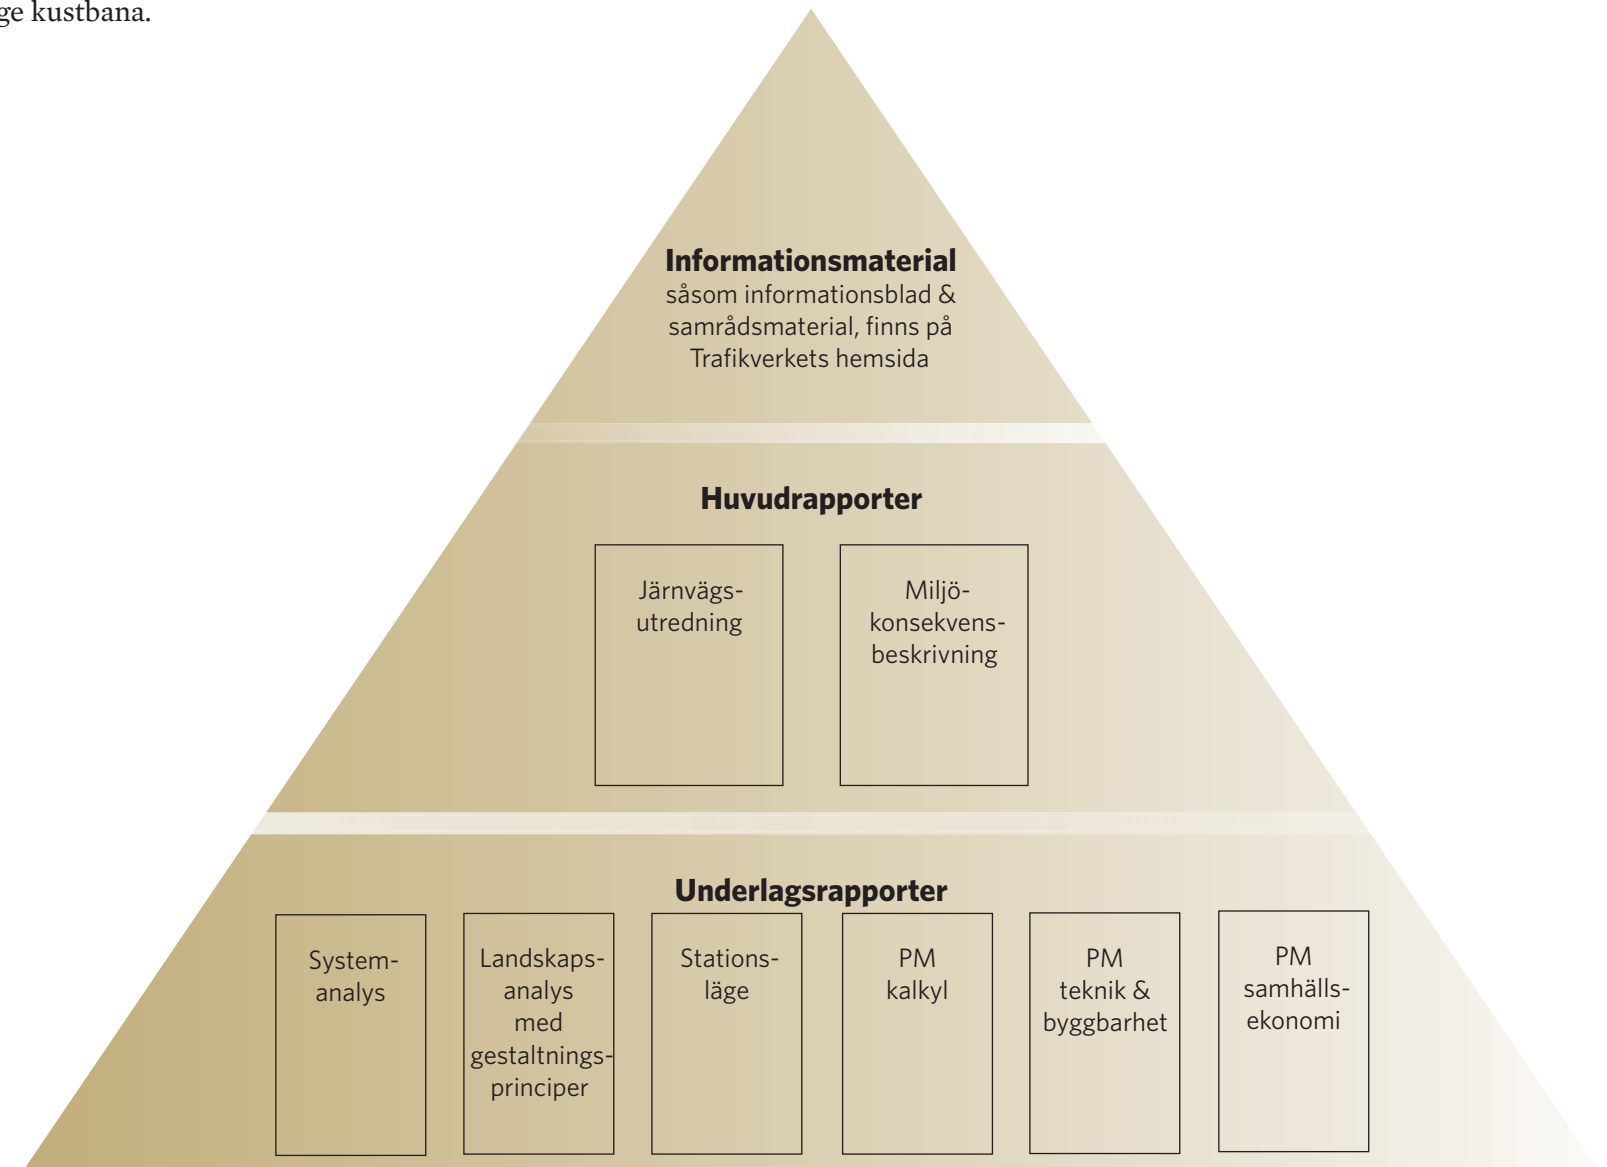 ge kustbana.
Informationsmaterial
såsom informationsblad &
samrådsmaterial, finns på
Trafikverkets hemsida
Huvudrapporter
Järnvägs-
utredning
Miljö-
konsekvens-
beskrivning
Underlagsrapporter
System-
analys
Landskaps-
analys
med
gestaltnings-
principer
Stations-
läge
PM
kalkyl
PM
teknik &
byggbarhet
PM
samhälls-
ekonomi